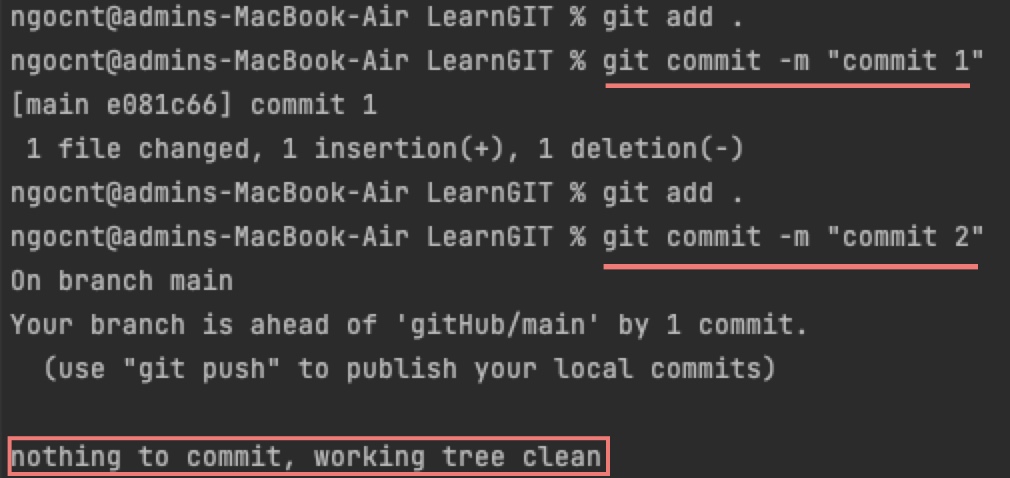 ngocnt@admins-MacBook-Air LearnGIT % git add .
ngocnt@admins-MacBook-Air LearnGIT % git commit -m "commit 1"
[main e081c66] commit 1
 1 file changed, 1 insertion(+), 1 deletion(-)
ngocnt@admins-MacBook-Air LearnGIT % git add .
ngocnt@admins-MacBook-Air LearnGIT % git commit -m "commit 2"
On branch main
Your branch is ahead of 'gitHub/main' by 1 commit.
  (use "git push" to publish your local commits)
nothing to commit, working tree clean